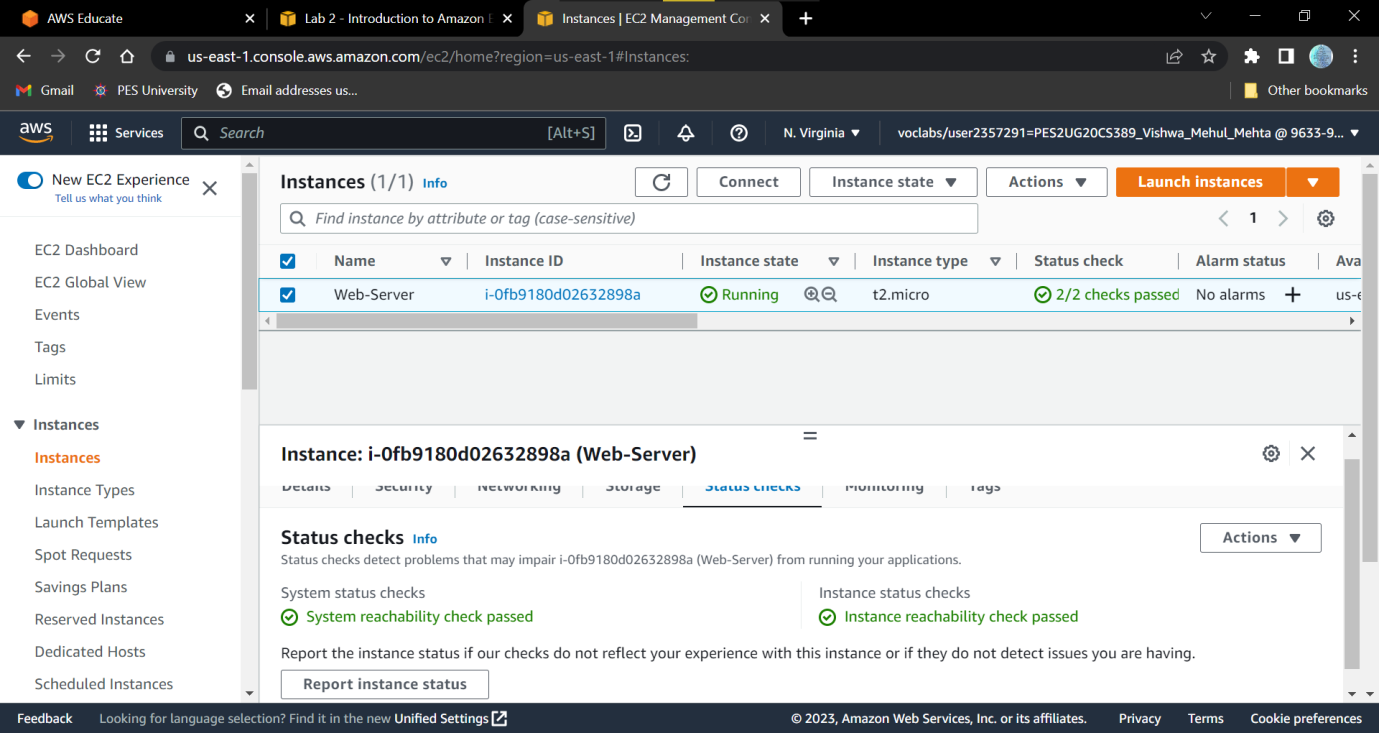 AWS Educate
Lab 2 - Introduction to Amazon E
Instances | EC2 Management Con
us-east-1.console.aws.amazon.com/ec2/home?region=us-east-1#Instances:
Gmail PES University Email addresses us... Other bookmarks
aws Services Search [Alt+S] N. Virginia voclabs/user2357291=PES2UG20CS389_Vishwa_Mehul_Mehta @ 9633-9...
New EC2 Experience
Tell us what you think
EC2 Dashboard
EC2 Global View
Events
Tags
Limits
Instances
Instances
Instance Types
Launch Templates
Spot Requests
Savings Plans
Reserved Instances
Dedicated Hosts
Scheduled Instances
Instances (1/1) Info Connect Instance state Actions Launch instances
Find instance by attribute or tag (case-sensitive) 1
Name Instance ID Instance state Instance type Status check Alarm status Ava
Web-Server i-0fb9180d02632898a Running t2.micro 2/2 checks passed No alarms us-e
Instance: i-0fb9180d02632898a (Web-Server)
Details Security Networking Storage Status checks Monitoring Tags
Status checks Info Actions
Status checks detect problems that may impair i-0fb9180d02632898a (Web-Server) from running your applications.
System status checks Instance status checks
System reachability check passed Instance reachability check passed
Report the instance status if our checks do not reflect your experience with this instance or if they do not detect issues you are having.
Report instance status
Feedback Looking for language selection? Find it in the new Unified Settings © 2023, Amazon Web Services, Inc. or its affiliates. Privacy Terms Cookie preferences